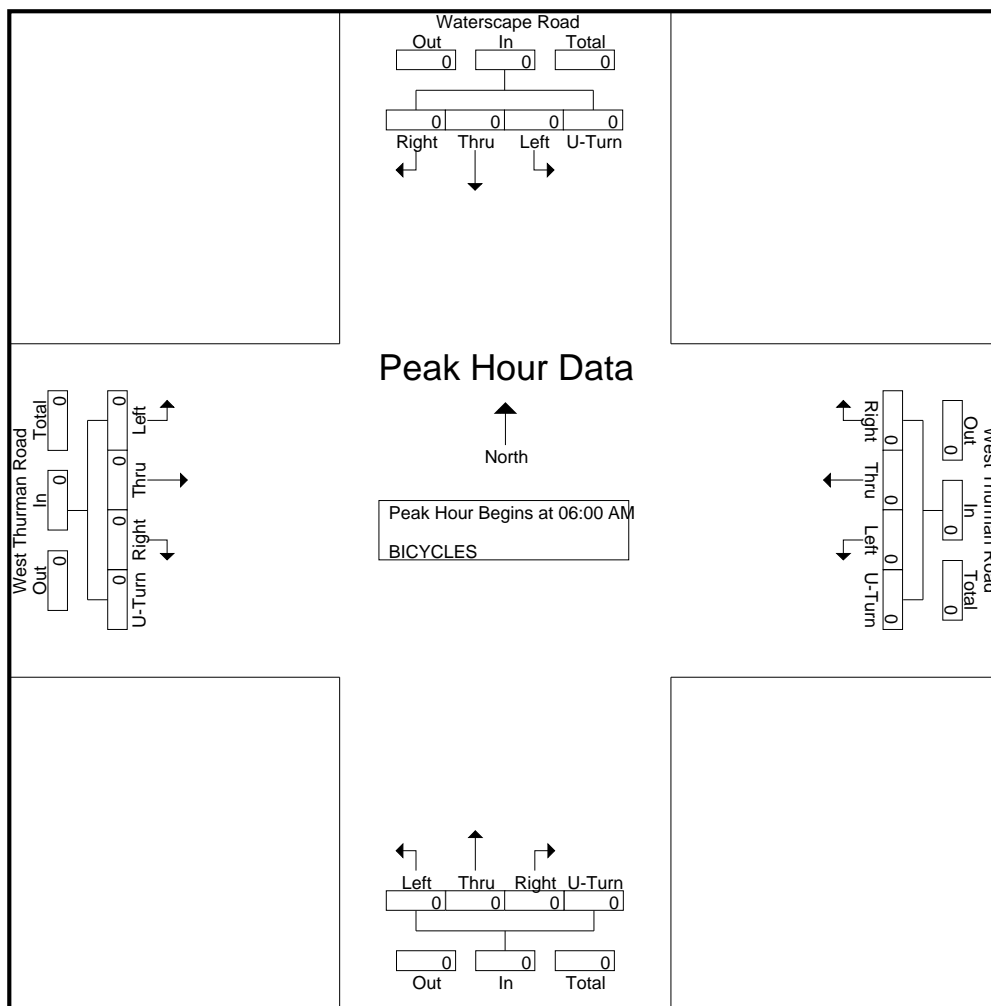 Waterscape Road
Out In Total
0 0 0
0 0 0 0
Right Thru Left U-Turn
Peak Hour Data
North
Peak Hour Begins at 06:00 AM
BICYCLES
West Thurman Road
Total In Out
0 0 0
0 0 0 0
Left Thru Right U-Turn
West Thurman Road
Out In Total
0 0 0
0 0 0 0
Right Thru Left U-Turn
Left Thru Right U-Turn
0 0 0 0
0 0 0
Out In Total